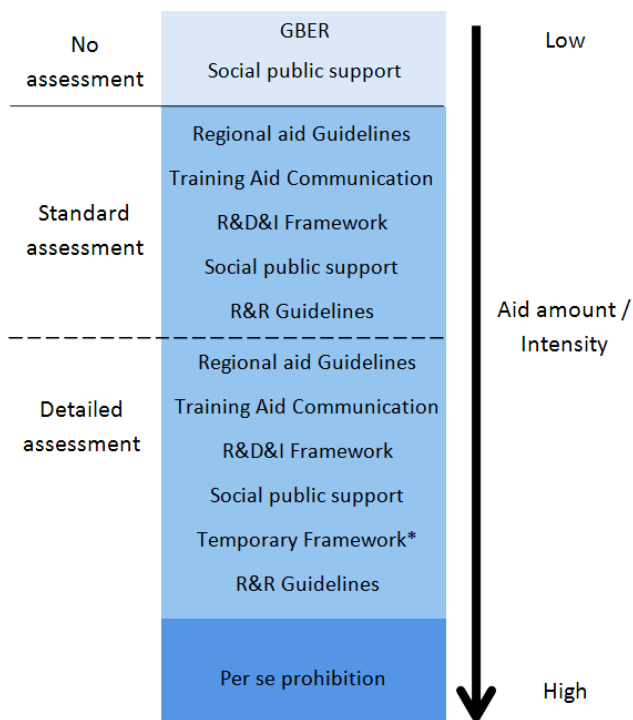 No
assessment
GBER
Social public support
Low
Standard
assessment
Regional aid Guidelines
Training Aid Communication
R&D&I Framework
Social public support
R&R Guidelines
Aid amount /
Intensity
Detailed
assessment
Regional aid Guidelines
Training Aid Communication
R&D&I Framework
Social public support
Temporary Framework*
R&R Guidelines
Per se prohibition
High